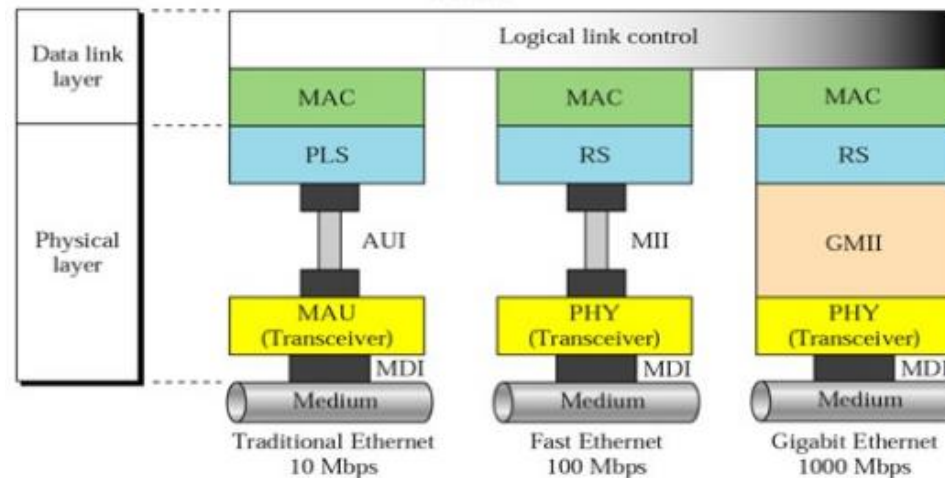 Data link
layer
Logical link control
MAC
MAC
MAC
PLS
RS
RS
Physical
layer
AUI
MII
GMII
MAU
(Transceiver)
PHY
(Transceiver)
PHY
(Transceiver)
MDI
MDI
MDI
Medium
Medium
Medium
Traditional Ethernet
10 Mbps
Fast Ethernet
100 Mbps
Gigabit Ethernet
1000 Mbps